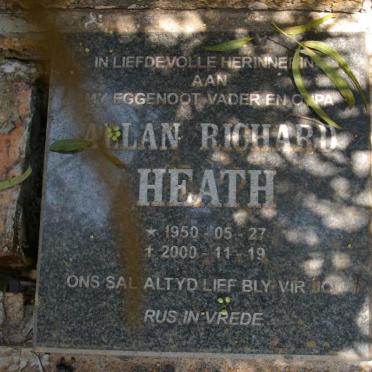 IN LIEFDEVOLLE HERINNERING
AAN
MY EGGENOOT VADER EN OUPA
ALLAN RICHARD
HEATH
★ 1950 - 05 - 27
† 2000 - 11 - 19
ONS SAL ALTYD LIEF BLY VIR JOU
RUS IN VREDE